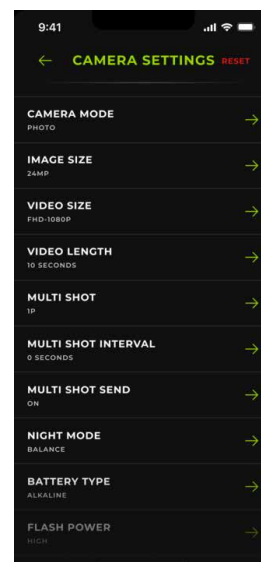 9:41
CAMERA SETTINGS RESET
CAMERA MODE
PHOTO
IMAGE SIZE
24MP
VIDEO SIZE
FHD-1080P
VIDEO LENGTH
10 SECONDS
MULTI SHOT
1P
MULTI SHOT INTERVAL
0 SECONDS
MULTI SHOT SEND
ON
NIGHT MODE
BALANCE
BATTERY TYPE
ALKALINE
FLASH POWER
HIGH